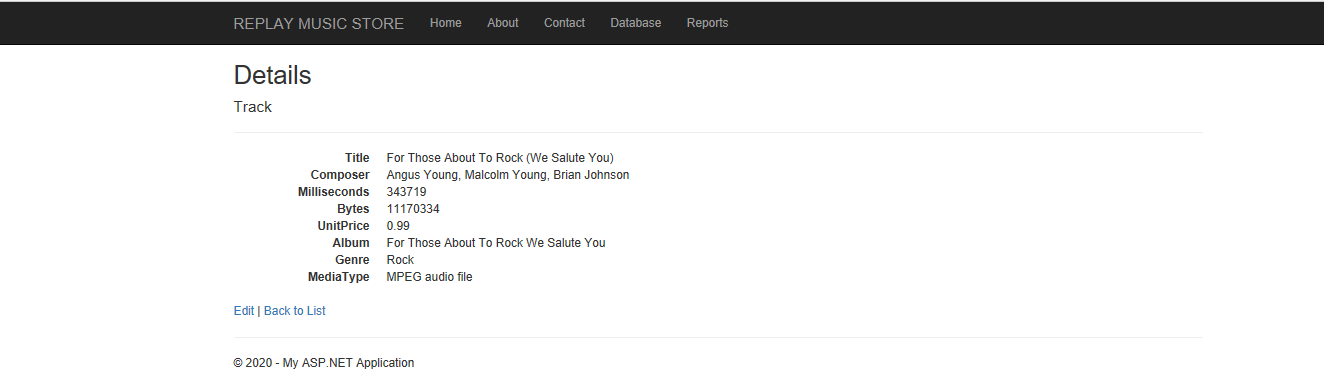 REPLAY MUSIC STORE Home About Contact Database Reports
Details
Track
Title For Those About To Rock (We Salute You)
Composer Angus Young, Malcolm Young, Brian Johnson
Milliseconds 343719
Bytes 11170334
UnitPrice 0.99
Album For Those About To Rock We Salute You
Genre Rock
MediaType MPEG audio file
Edit | Back to List
© 2020 - My ASP.NET Application